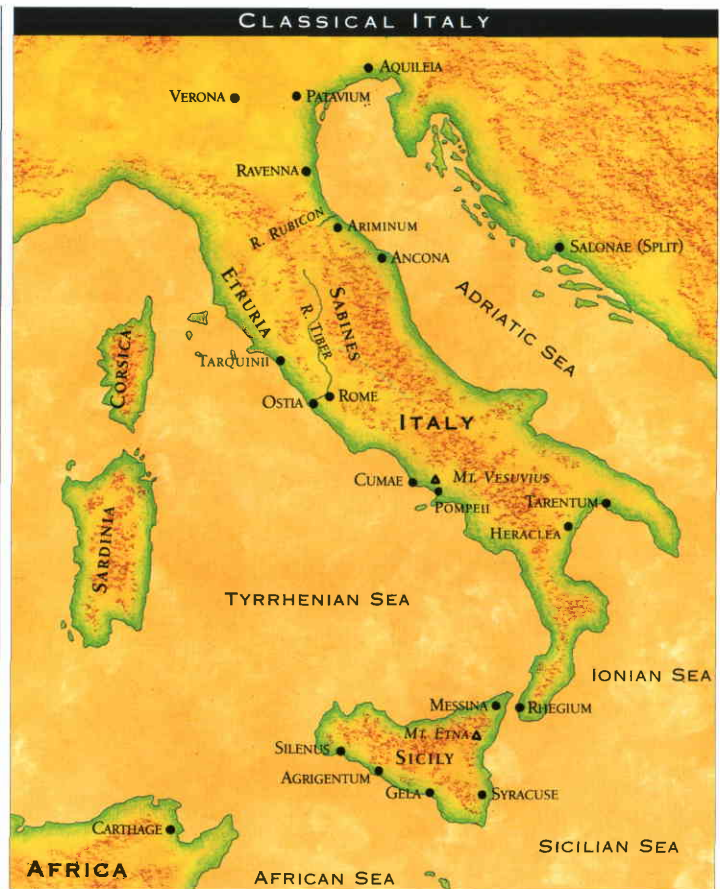 CLASSICAL ITALY
AQUILEIA
VERONA
PATAVIUM
RAVENNA
R. RUBICON
ARIMINUM
SALONAE (SPLIT)
ANCONA
ETRURIA
SABINES
ADRIATIC SEA
R. TIBER
CORSICA
TARQUINII
ROME
OSTIA
ITALY
CUMAE
MT. VESUVIUS
POMPEII
TARENTUM
HERACLEA
SARDINIA
TYRRHENIAN SEA
IONIAN SEA
MESSINA
RHEGIUM
MT. ETNA
SILENUS
SICILY
AGRIGENTUM
GELA
SYRACUSE
CARTHAGE
SICILIAN SEA
AFRICA
AFRICAN SEA